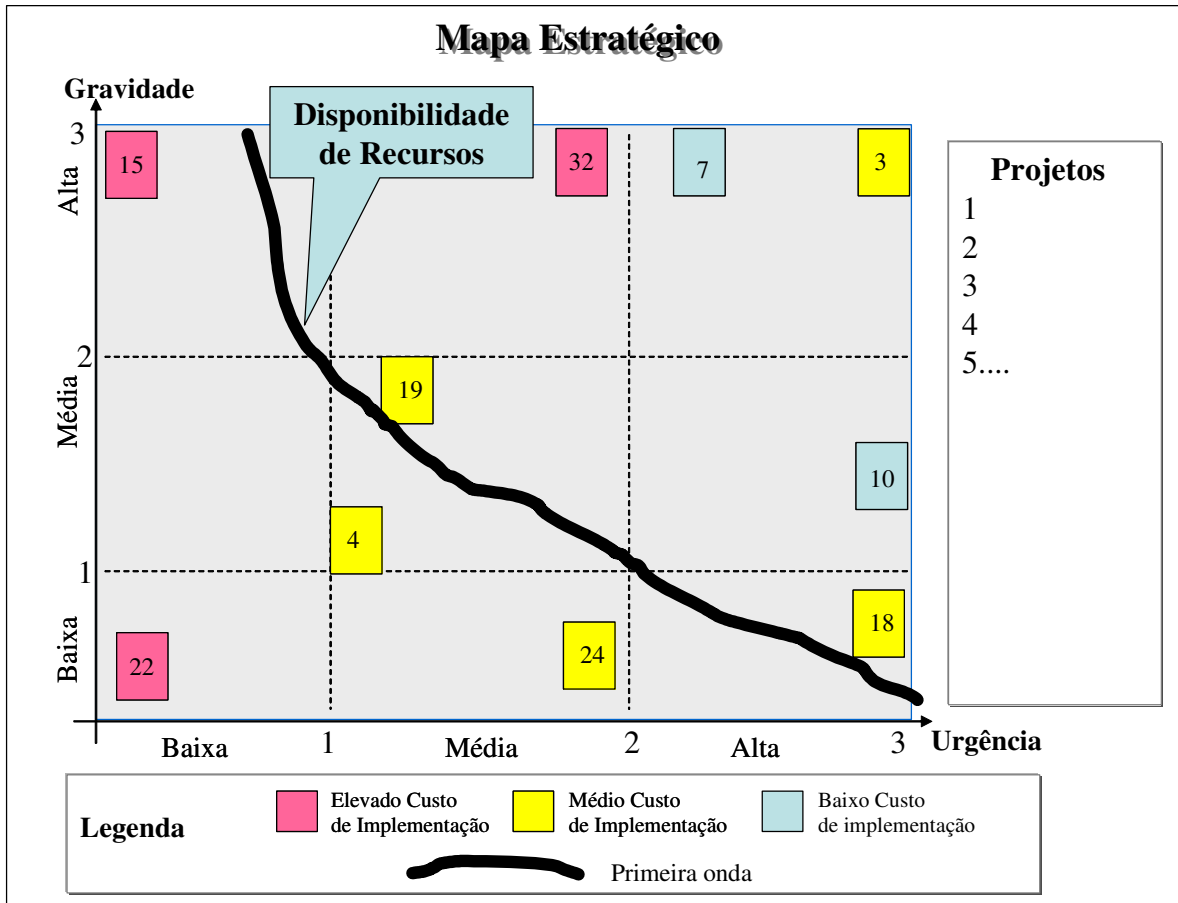 Mapa Estratégico
Gravidade
Disponibilidade
de Recursos
3
Alta
15
32
7
3
Projetos
1
2
3
4
5....
2
Média
19
10
4
1
Baixa
18
24
22
Baixa
1
Média
2
Alta
3
Urgência
Legenda
Elevado Custo
de Implementação
Médio Custo
de Implementação
Baixo Custo
de implementação
Primeira onda